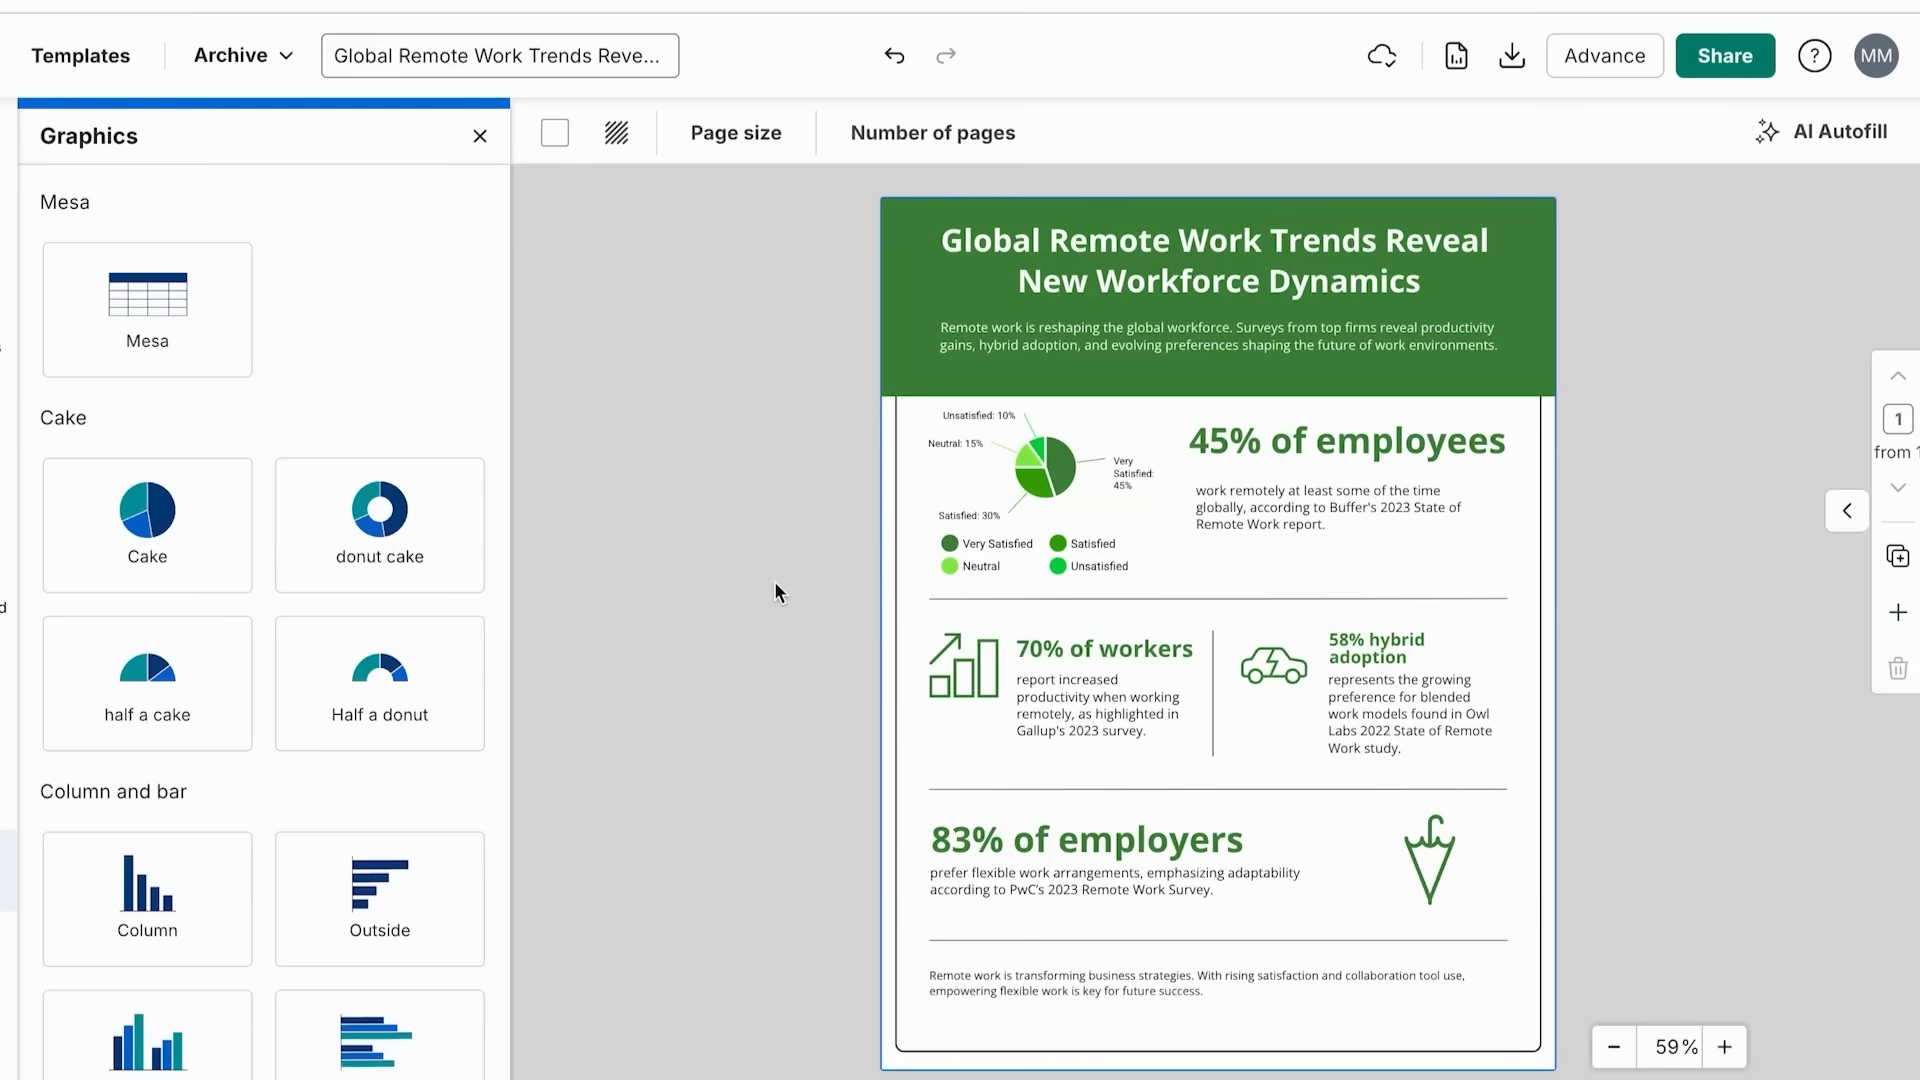 Templates
Archive
Global Remote Work Trends Reve...
Advance
Share
?
MM
Graphics
Page size
Number of pages
AI Autofill
Mesa
Mesa
Cake
Cake
donut cake
half a cake
Half a donut
Column and bar
Column
Outside
d
Global Remote Work Trends Reveal
New Workforce Dynamics
Remote work is reshaping the global workforce. Surveys from top firms reveal productivity
gains, hybrid adoption, and evolving preferences shaping the future of work environments.
Unsatisfied: 10%
Neutral: 15%
Very
Satisfied:
45%
Satisfied: 30%
Very Satisfied
Satisfied
Neutral
Unsatisfied
45% of employees
work remotely at least some of the time
globally, according to Buffer's 2023 State of
Remote Work report.
70% of workers
report increased
productivity when working
remotely, as highlighted in
Gallup's 2023 survey.
58% hybrid
adoption
represents the growing
preference for blended
work models found in Owl
Labs 2022 State of Remote
Work study.
83% of employers
prefer flexible work arrangements, emphasizing adaptability
according to PwC's 2023 Remote Work Survey.
Remote work is transforming business strategies. With rising satisfaction and collaboration tool use,
empowering flexible work is key for future success.
1
from 1
59%